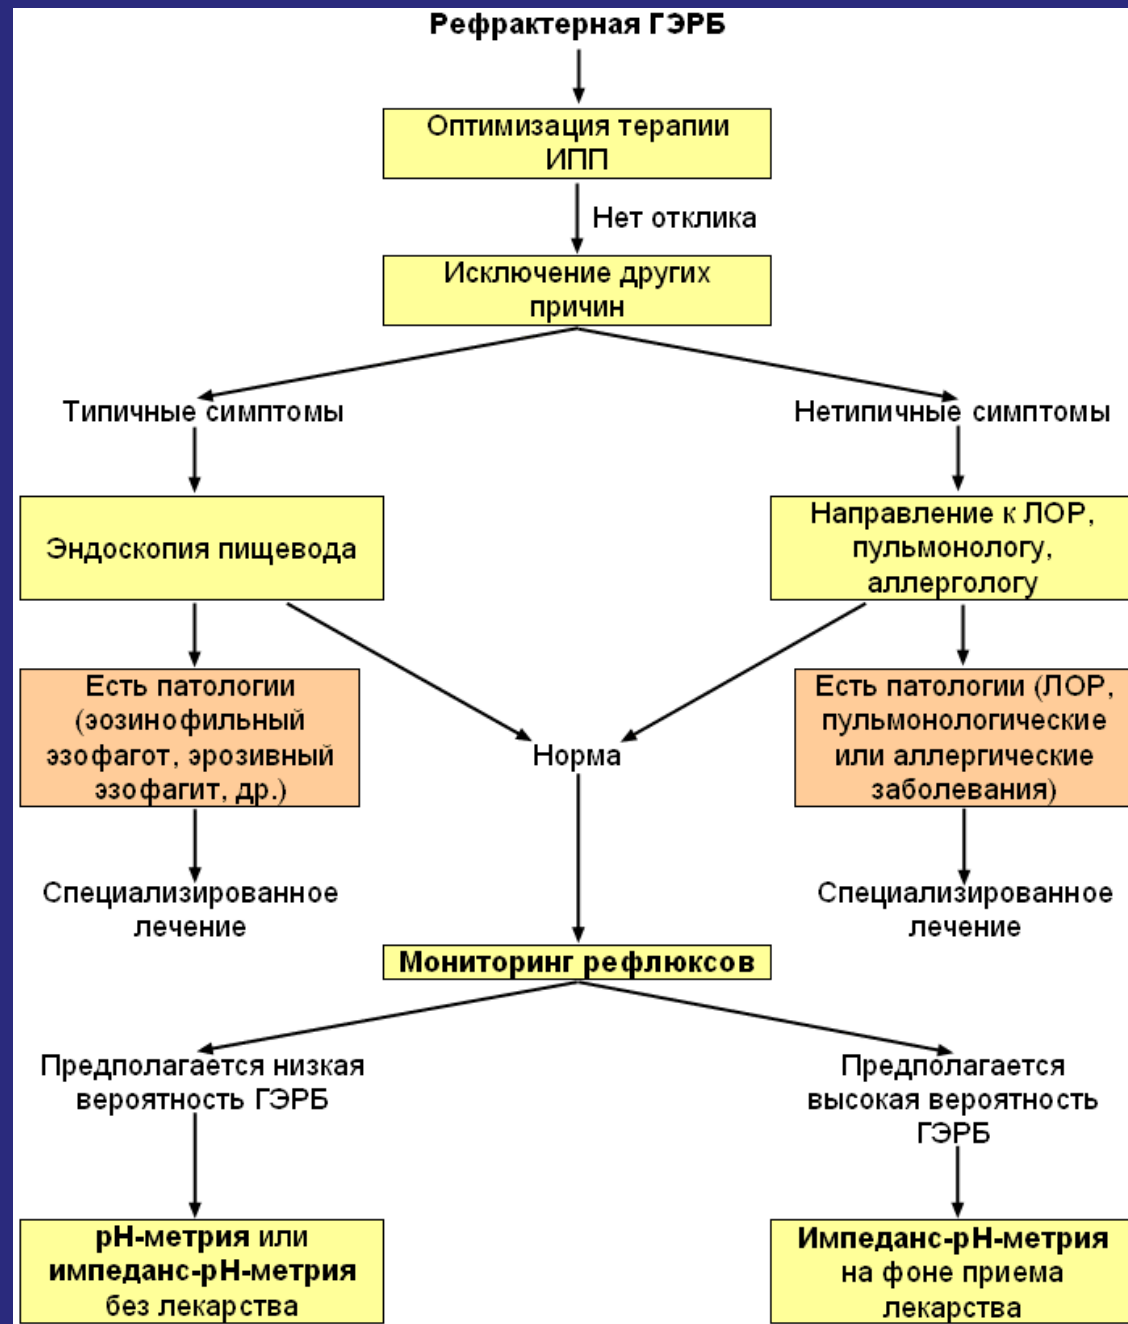 Рефрактерная ГЭРБ
Оптимизация терапии
ИПП
Нет отклика
Исключение других
причин
Типичные симптомы
Нетипичные симптомы
Эндоскопия пищевода
Направление к ЛОР,
пульмонологу,
аллергологу
Есть патологии
(эозинофильный
эзофагот, эрозивный
эзофагит, др.)
Норма
Есть патологии (ЛОР,
пульмонологические
или аллергические
заболевания)
Специализированное
лечение
Специализированное
лечение
Мониторинг рефлюксов
Предполагается низкая
вероятность ГЭРБ
Предполагается
высокая вероятность
ГЭРБ
рН-метрия или
импеданс-рН-метрия
без лекарства
Импеданс-рН-метрия
на фоне приема
лекарства